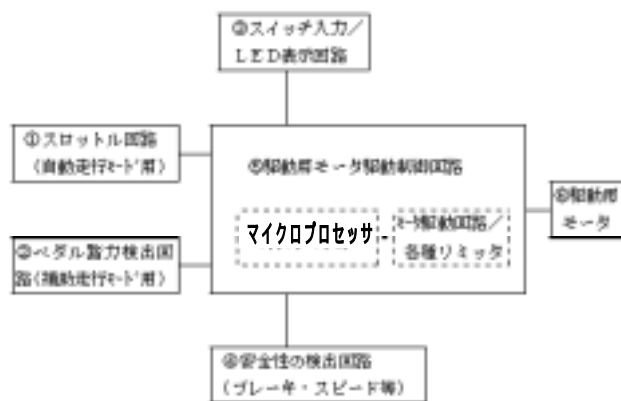 ③スイッチ入力／
ＬＥＤ表示回路
①スロットル回路
(自動走行ﾓｰﾄﾞ用)
⑤駆動用モータ駆動制御回路
⑥駆動用
モータ
マイクロプロセッサ
ﾓｰﾀ駆動回路／
各種リミッタ
②ペダル踏力検出回
路(補助走行ﾓｰﾄﾞ用)
④安全性の検出回路
(ブレーキ・スピード等)